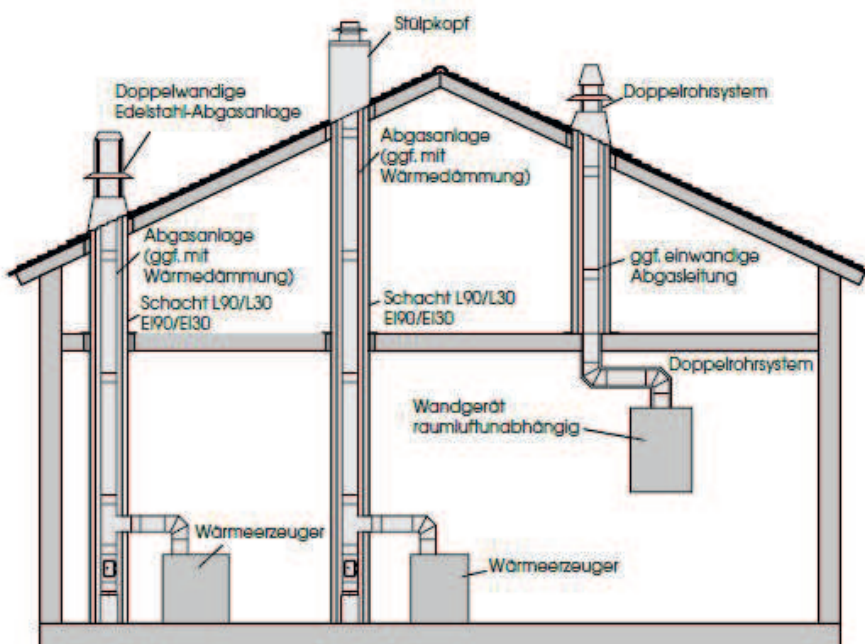 Stülpkopf
Doppelwandige
Edelstahl-Abgasanlage
Doppelrohrsystem
Abgasanlage
(ggf. mit
Wärmedämmung)
Abgasanlage
(ggf. mit
Wärmedämmung)
ggf. einwandige
Abgasleitung
Schacht L90/L30
EI90/EI30
Schacht L90/L30
EI90/EI30
Doppelrohrsystem
Wandgerät
raumluftunabhängig
Wärmeerzeuger
Wärmeerzeuger